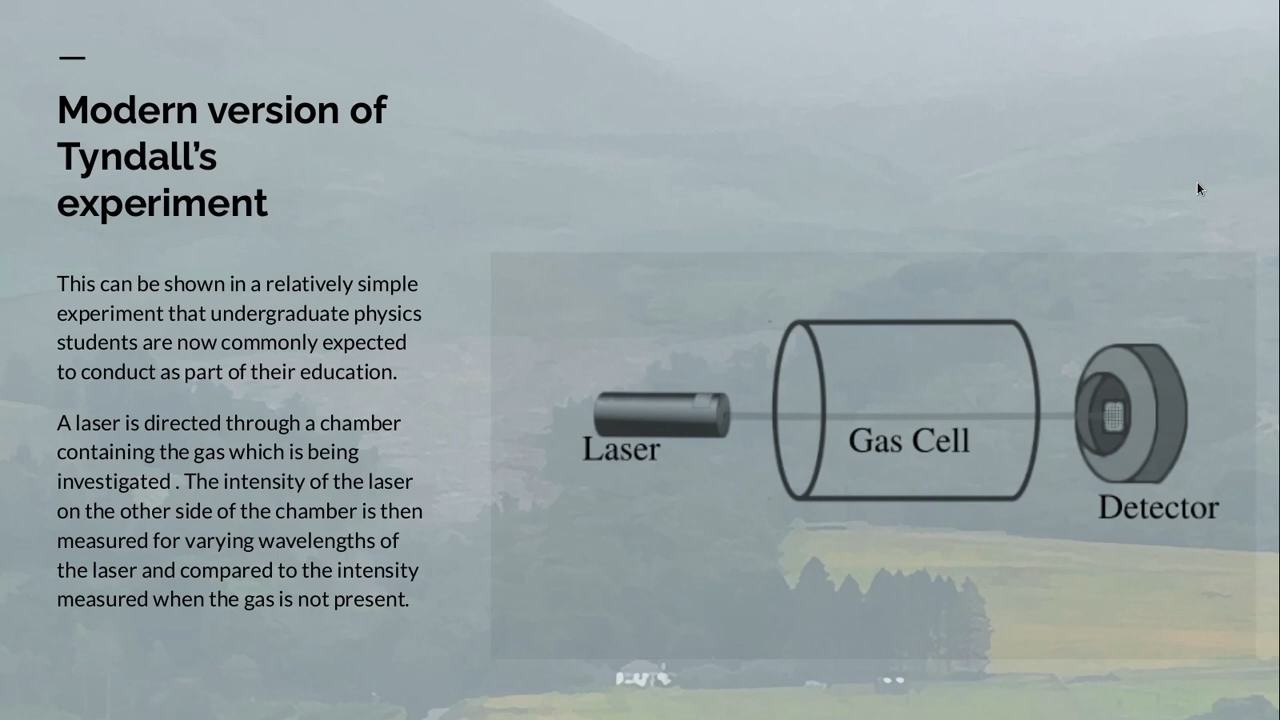 Modern version of
Tyndall’s
experiment
This can be shown in a relatively simple
experiment that undergraduate physics
students are now commonly expected
to conduct as part of their education.
A laser is directed through a chamber
containing the gas which is being
investigated . The intensity of the laser
on the other side of the chamber is then
measured for varying wavelengths of
the laser and compared to the intensity
measured when the gas is not present.
Laser
Gas Cell
Detector